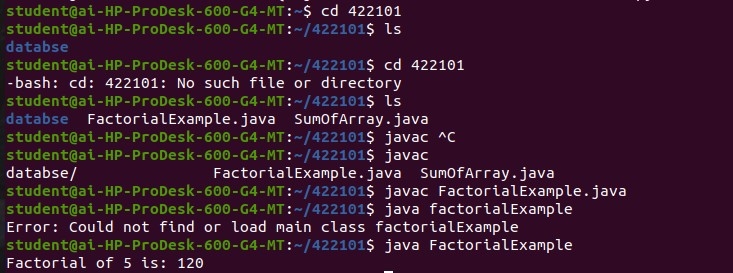 student@ai-HP-ProDesk-600-G4-MT:~$ cd 422101
student@ai-HP-ProDesk-600-G4-MT:~/422101$ ls
databse
student@ai-HP-ProDesk-600-G4-MT:~/422101$ cd 422101
-bash: cd: 422101: No such file or directory
student@ai-HP-ProDesk-600-G4-MT:~/422101$ ls
databse  FactorialExample.java  SumOfArray.java
student@ai-HP-ProDesk-600-G4-MT:~/422101$ javac ^C
student@ai-HP-ProDesk-600-G4-MT:~/422101$ javac
databse/               FactorialExample.java  SumOfArray.java
student@ai-HP-ProDesk-600-G4-MT:~/422101$ javac FactorialExample.java
student@ai-HP-ProDesk-600-G4-MT:~/422101$ java factorialExample
Error: Could not find or load main class factorialExample
student@ai-HP-ProDesk-600-G4-MT:~/422101$ java FactorialExample
Factorial of 5 is: 120